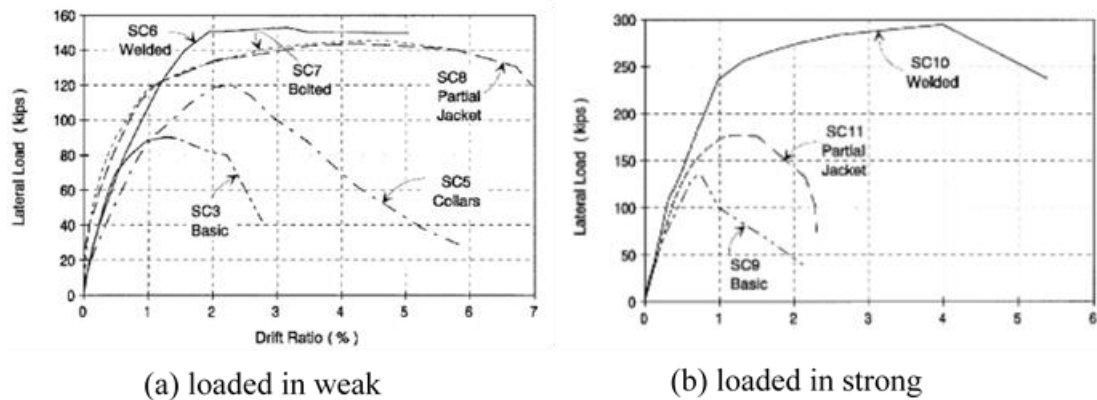 160
140
120
100
80
60
40
20
0
Lateral Load ( kips)
SC6
Welded
SC7
Bolted
SC8
Partial
Jacket
SC5
Collars
SC3
Basic
0 1 2 3 4 5 6 7
Drift Ratio ( % )
(a) loaded in weak
300
250
200
150
100
50
0
Lateral Load ( kips)
SC10
Welded
SC11
Partial
Jacket
SC9
Basic
0 1 2 3 4 5 6
(b) loaded in strong